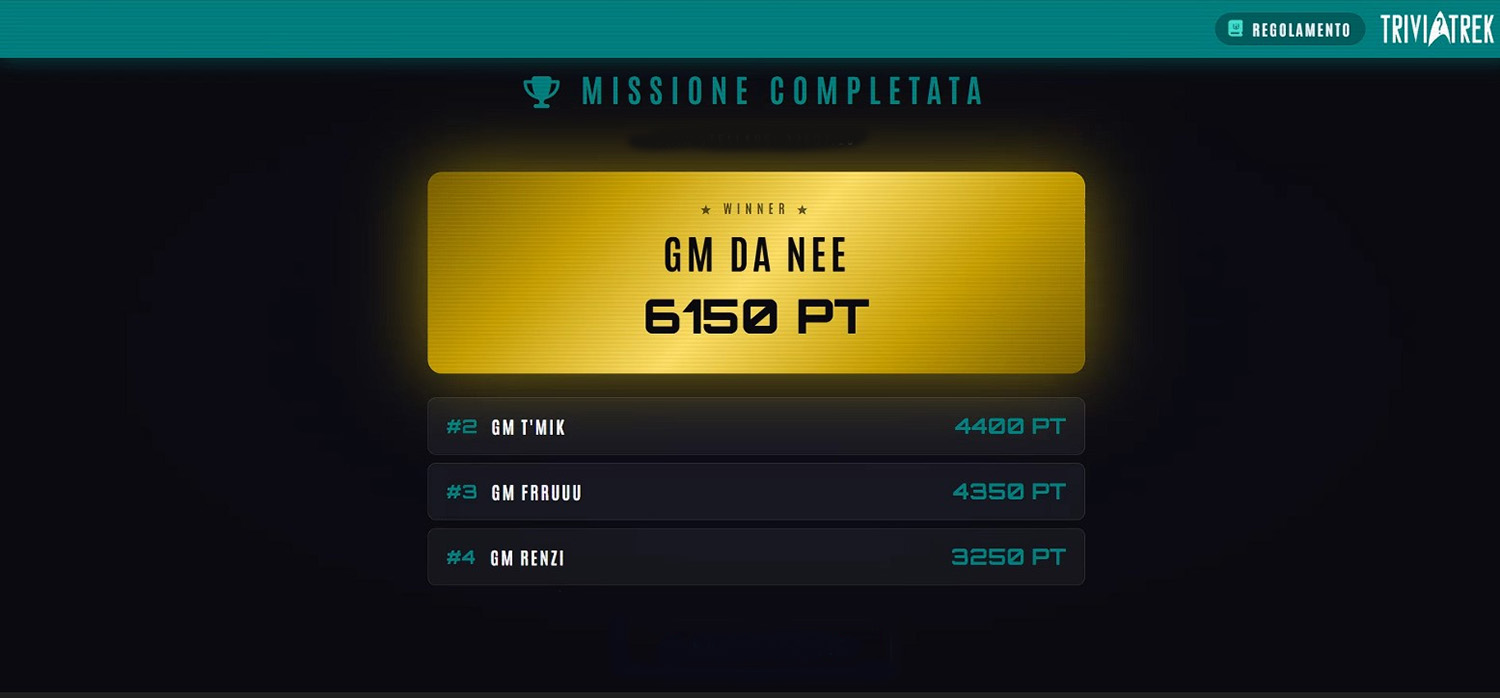 REGOLAMENTO
TRIVIATREK
MISSIONE COMPLETATA
★ WINNER ★
GM DA NEE
6150 PT
#2 GM T'MIK 4400 PT
#3 GM FRRUUU 4350 PT
#4 GM RENZI 3250 PT